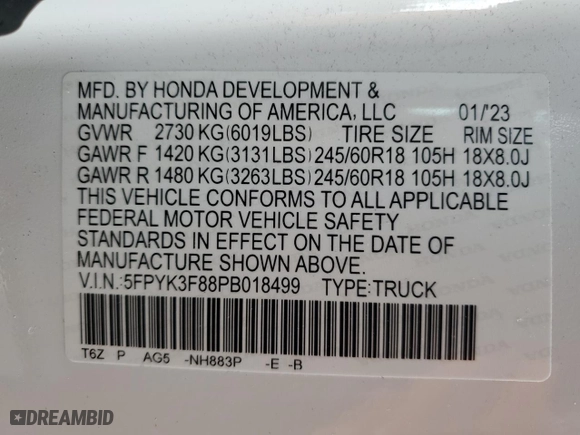 MFD. BY HONDA DEVELOPMENT &
MANUFACTURING OF AMERICA, LLC 01/'23
GVWR 2730 KG(6019LBS) TIRE SIZE RIM SIZE
GAWR F 1420 KG(3131LBS) 245/60R18 105H 18X8.0J
GAWR R 1480 KG(3263LBS) 245/60R18 105H 18X8.0J
THIS VEHICLE CONFORMS TO ALL APPLICABLE
FEDERAL MOTOR VEHICLE SAFETY
STANDARDS IN EFFECT ON THE DATE OF
MANUFACTURE SHOWN ABOVE.
V.I.N.:5FPYK3F88PB018499 TYPE:TRUCK
T6Z P AG5 -NH883P -E -B
DREAMBID